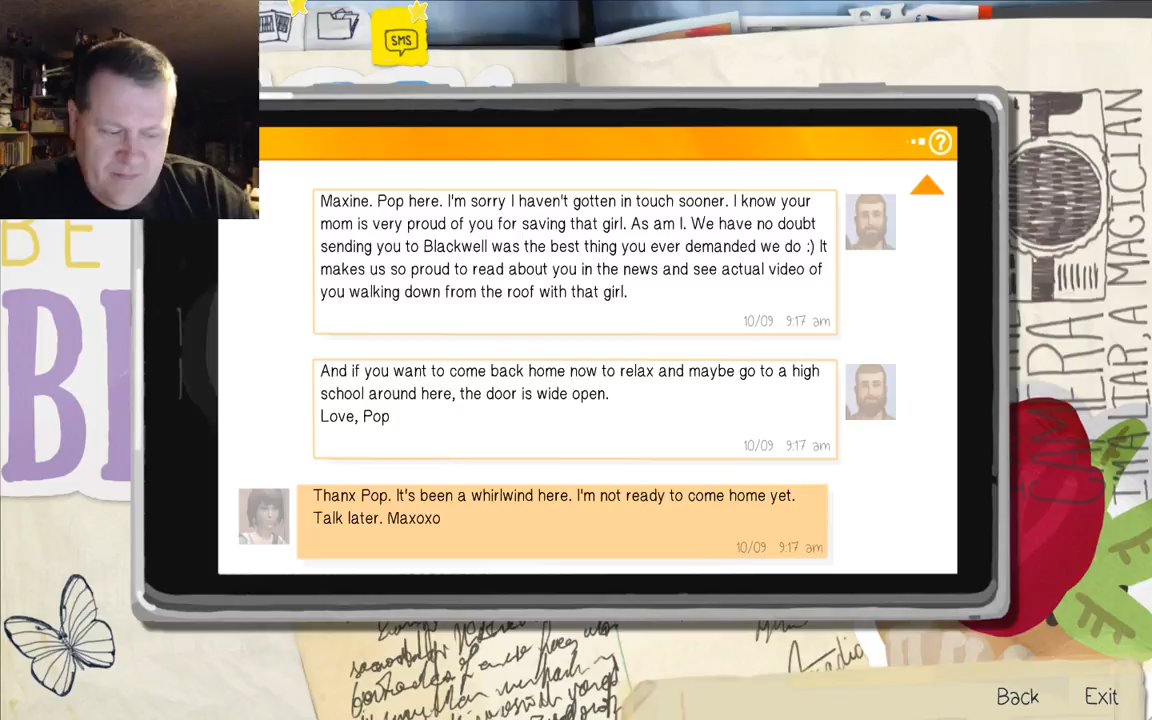 SMS
?
Maxine. Pop here. I'm sorry I haven't gotten in touch sooner. I know your
mom is very proud of you for saving that girl. As am I. We have no doubt
sending you to Blackwell was the best thing you ever demanded we do :) It
makes us so proud to read about you in the news and see actual video of
you walking down from the roof with that girl.
10/09 9:17 am
And if you want to come back home now to relax and maybe go to a high
school around here, the door is wide open.
Love, Pop
10/09 9:17 am
Thanx Pop. It's been a whirlwind here. I'm not ready to come home yet.
Talk later. Maxoxo
10/09 9:17 am
BE
CAMERA
A MAGICIAN
Back Exit